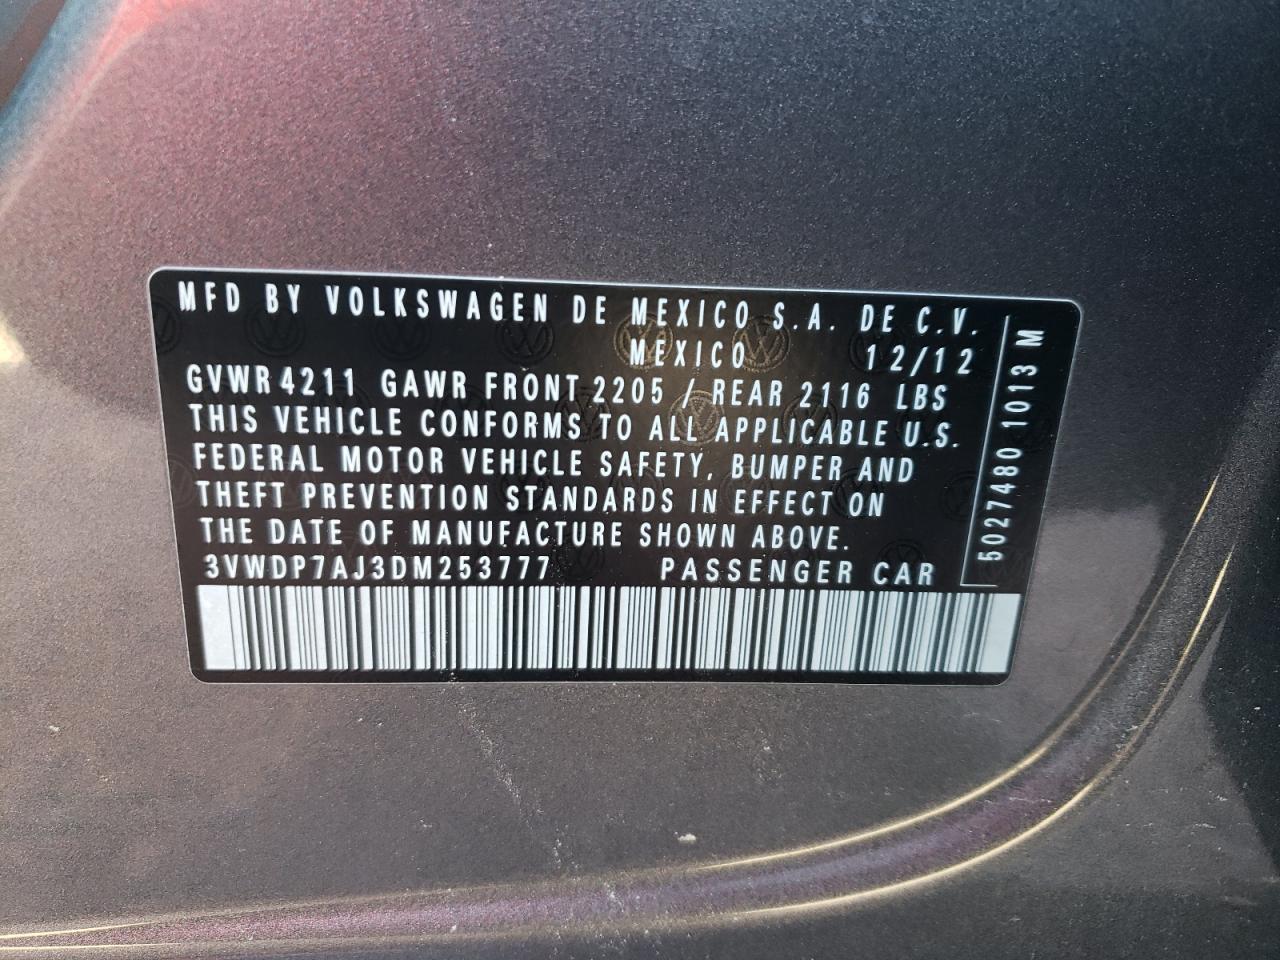 MFD BY VOLKSWAGEN DE MEXICO S.A. DE C.V.
MEXICO 12/12
GVWR 4211 GAWR FRONT 2205 / REAR 2116 LBS
THIS VEHICLE CONFORMS TO ALL APPLICABLE U.S.
FEDERAL MOTOR VEHICLE SAFETY, BUMPER AND
THEFT PREVENTION STANDARDS IN EFFECT ON
THE DATE OF MANUFACTURE SHOWN ABOVE.
3VWDP7AJ3DM253777 PASSENGER CAR
5027480 1013 M